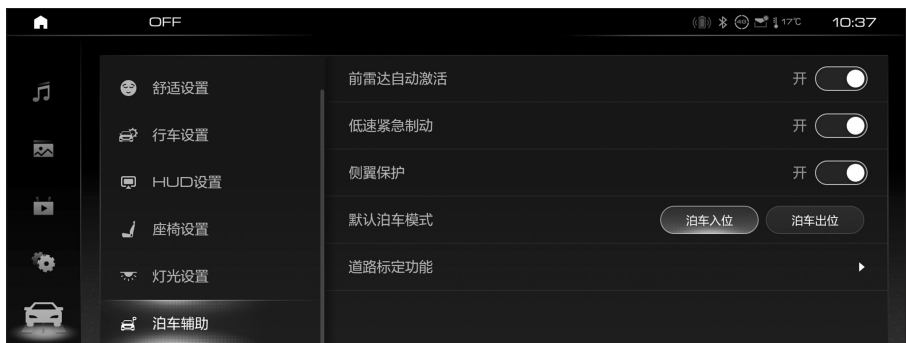 OFF
4G 17℃ 10:37
舒适设置
行车设置
HUD设置
座椅设置
灯光设置
泊车辅助
前雷达自动激活 开
低速紧急制动 开
侧翼保护 开
默认泊车模式 泊车入位 泊车出位
道路标定功能